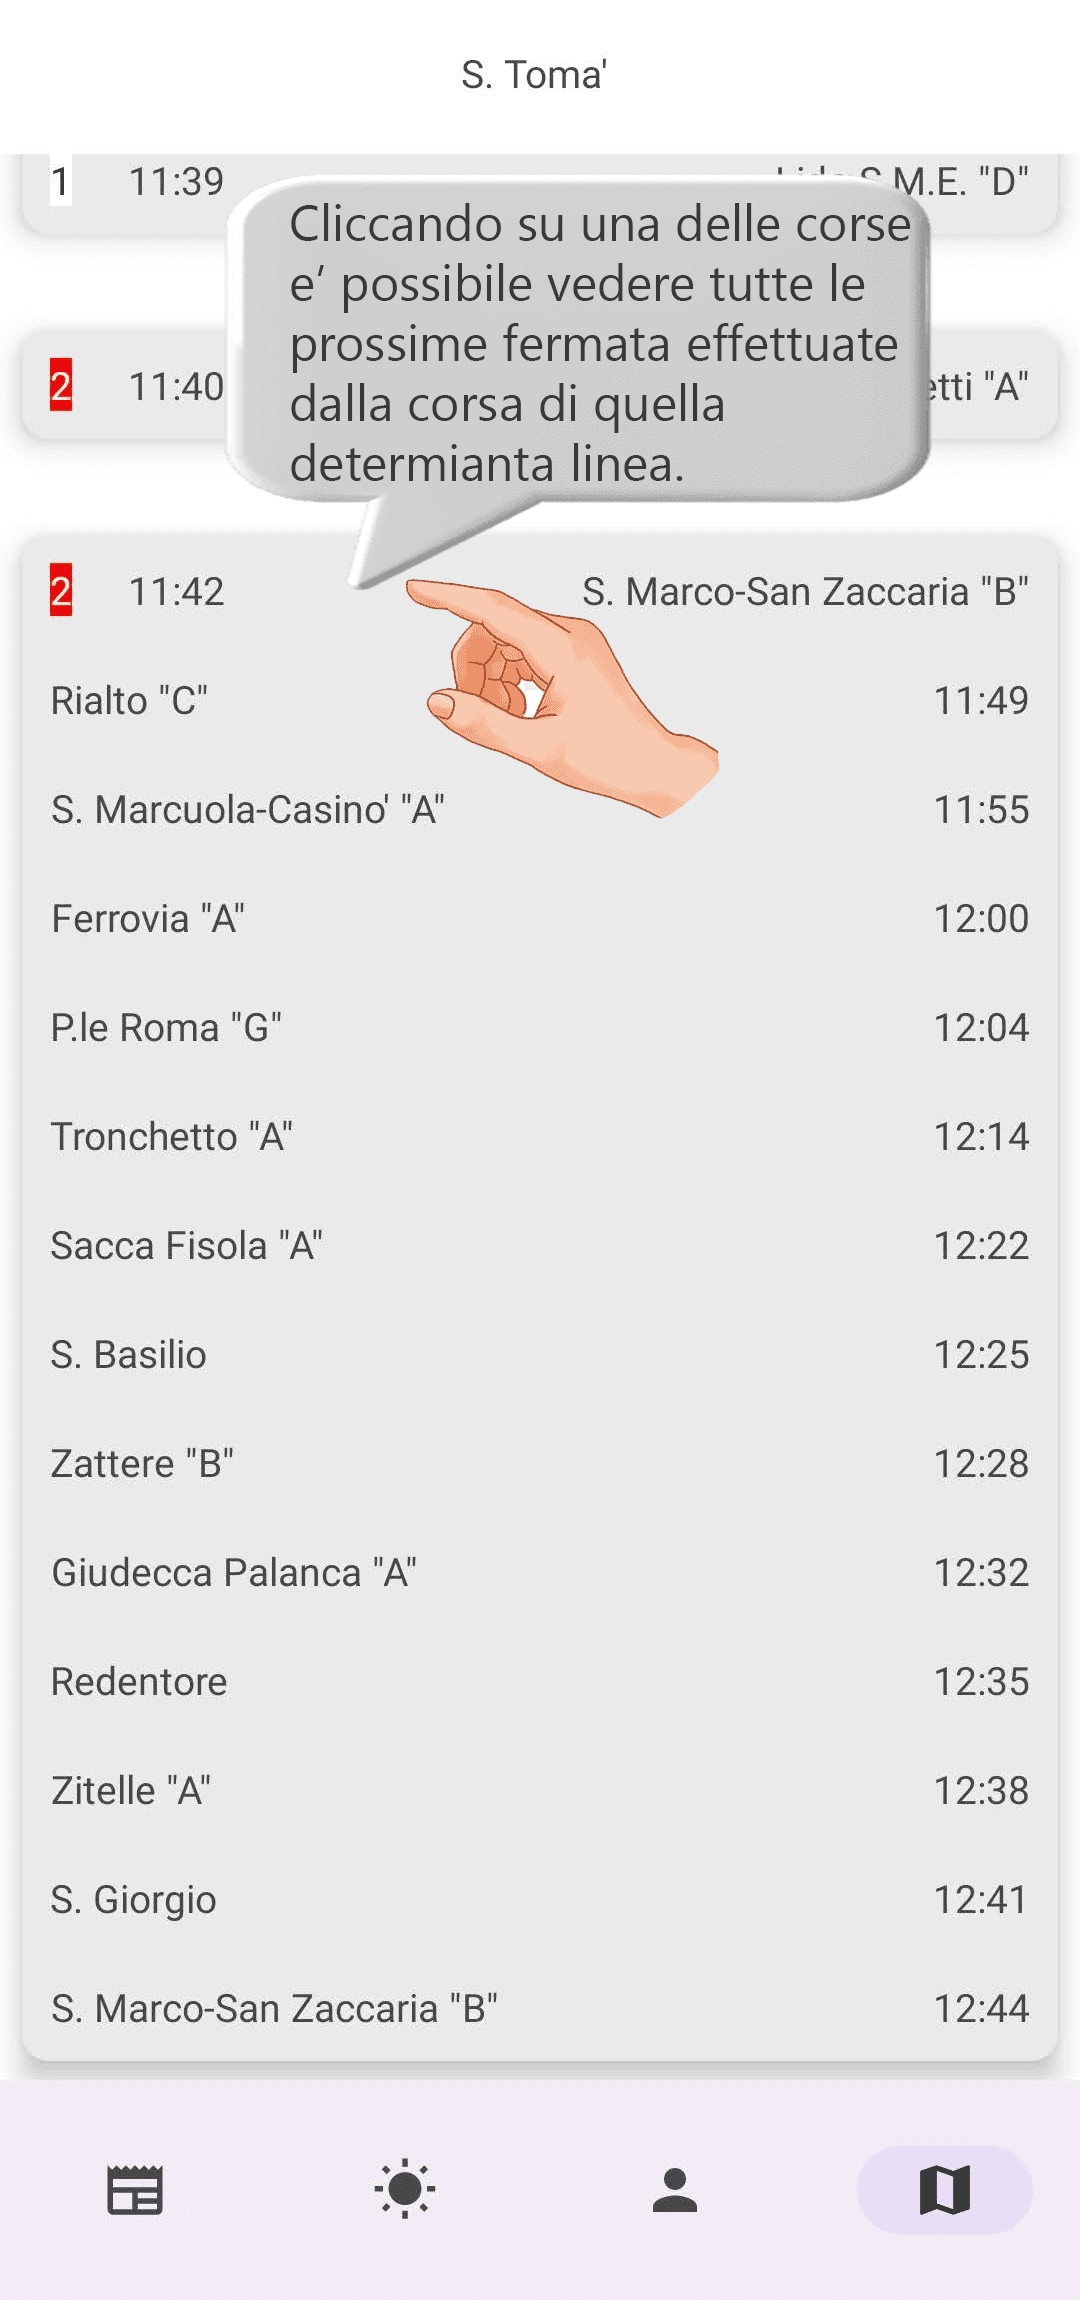 S. Toma'
1 11:39 M.E. "D"
Cliccando su una delle corse
e' possibile vedere tutte le
prossime fermata effettuate
dalla corsa di quella
determianta linea.
2 11:40 "A"
2 11:42 S. Marco-San Zaccaria "B"
Rialto "C" 11:49
S. Marcuola-Casino' "A" 11:55
Ferrovia "A" 12:00
P.le Roma "G" 12:04
Tronchetto "A" 12:14
Sacca Fisola "A" 12:22
S. Basilio 12:25
Zattere "B" 12:28
Giudecca Palanca "A" 12:32
Redentore 12:35
Zitelle "A" 12:38
S. Giorgio 12:41
S. Marco-San Zaccaria "B" 12:44